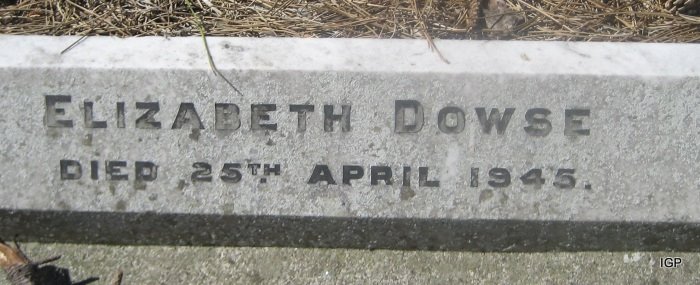 ELIZABETH DOWSE
DIED 25TH APRIL 1945.
IGP